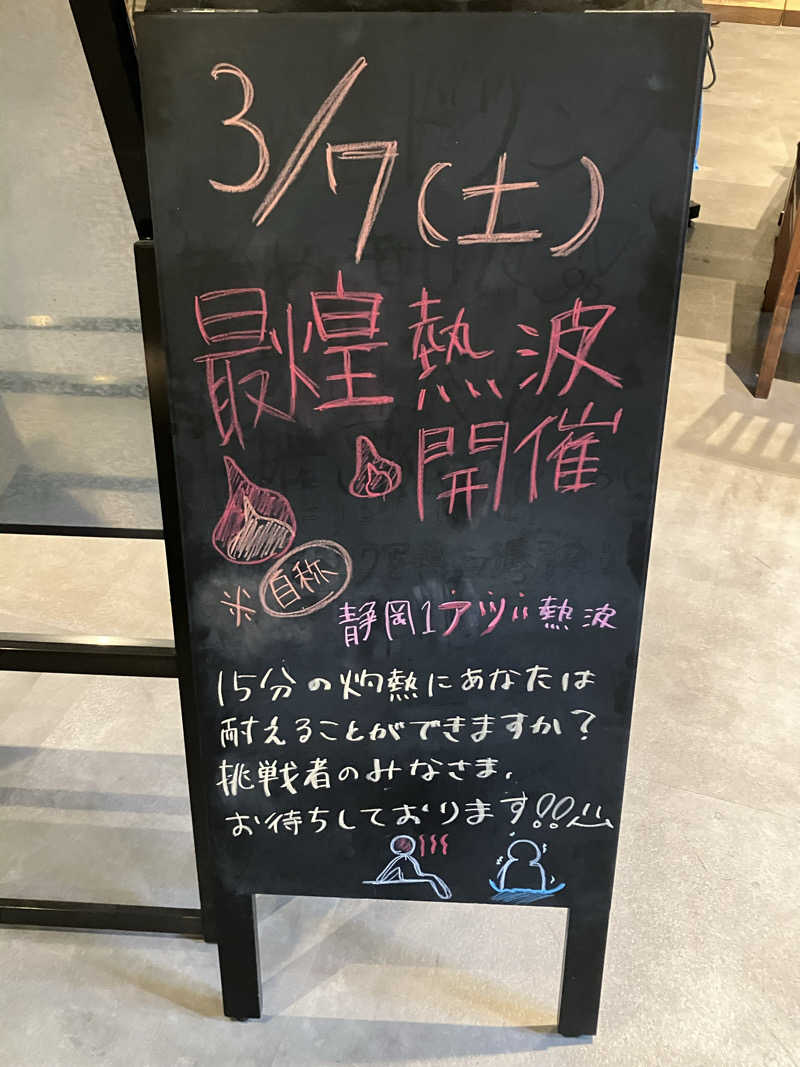 3/7(土)
最煌熱波
開催
※自称
静岡1アツい熱波
15分の灼熱にあなたは
耐えることができますか?
挑戦者のみなさま、
お待ちしております!!